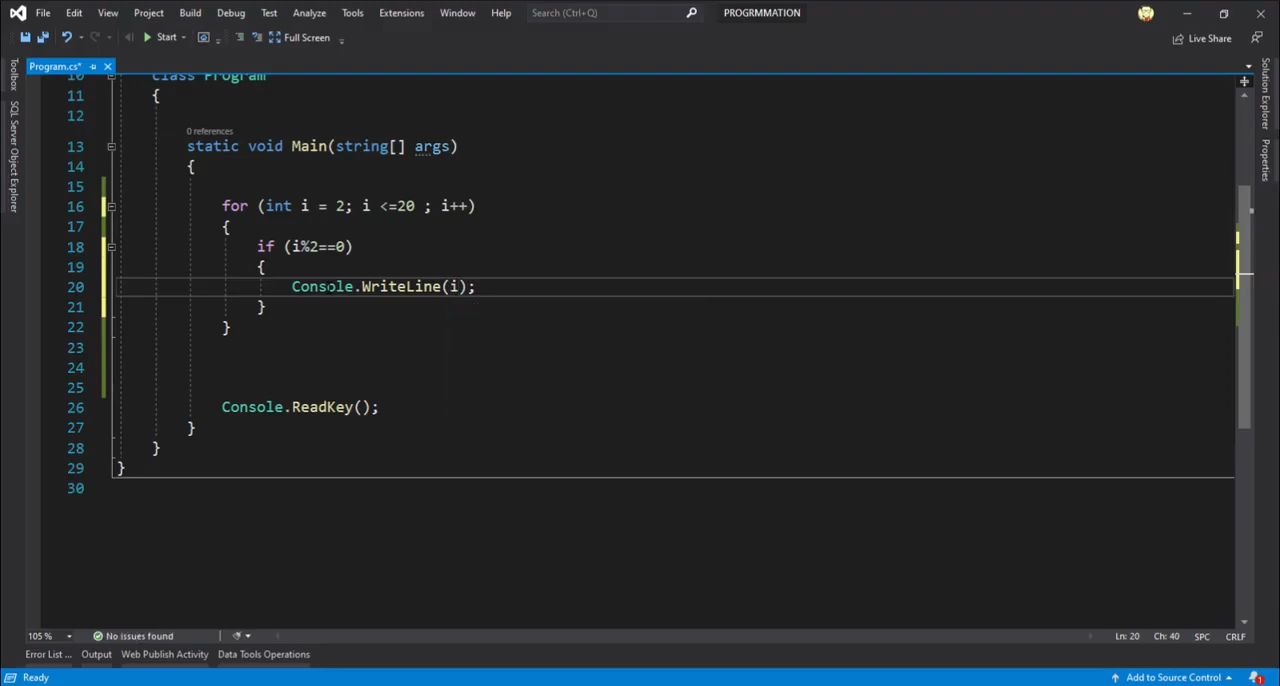 File Edit View Project Build Debug Test Analyze Tools Extensions Window Help Search (Ctrl+Q) PROGRMMATION
Start Full Screen Live Share
Program.cs*
Toolbox
SQL Server Object Explorer
Solution Explorer
Properties
10 class Program
11 {
12
0 references
13 static void Main(string[] args)
14 {
15
16 for (int i = 2; i <=20 ; i++)
17 {
18 if (i%2==0)
19 {
20 Console.WriteLine(i);
21 }
22 }
23
24
25
26 Console.ReadKey();
27 }
28 }
29 }
30
105 % No issues found Ln: 20 Ch: 40 SPC CRLF
Error List ... Output Web Publish Activity Data Tools Operations
Ready Add to Source Control 1